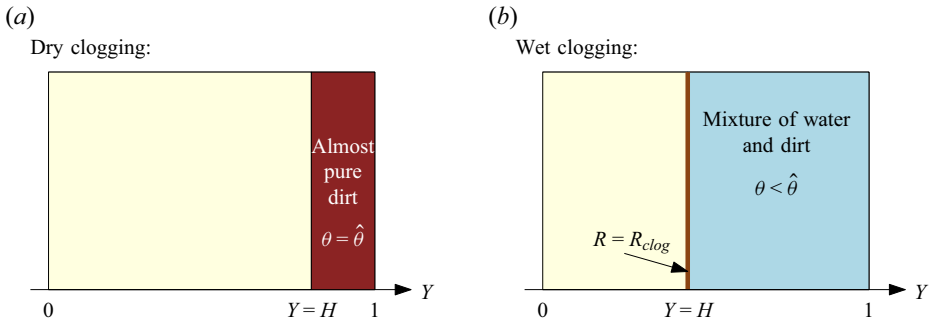 (a)
Dry clogging:
Almost
pure
dirt
θ = θ̂
0
Y = H
1
Y
(b)
Wet clogging:
Mixture of water
and dirt
θ < θ̂
R = R_clog
0
Y = H
1
Y